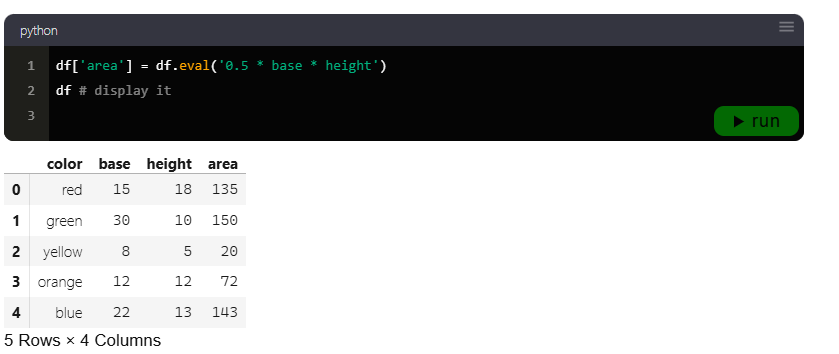 python
1 df['area'] = df.eval('0.5 * base * height')
2 df # display it
3
run
color base height area
0 red 15 18 135
1 green 30 10 150
2 yellow 8 5 20
3 orange 12 12 72
4 blue 22 13 143
5 Rows × 4 Columns